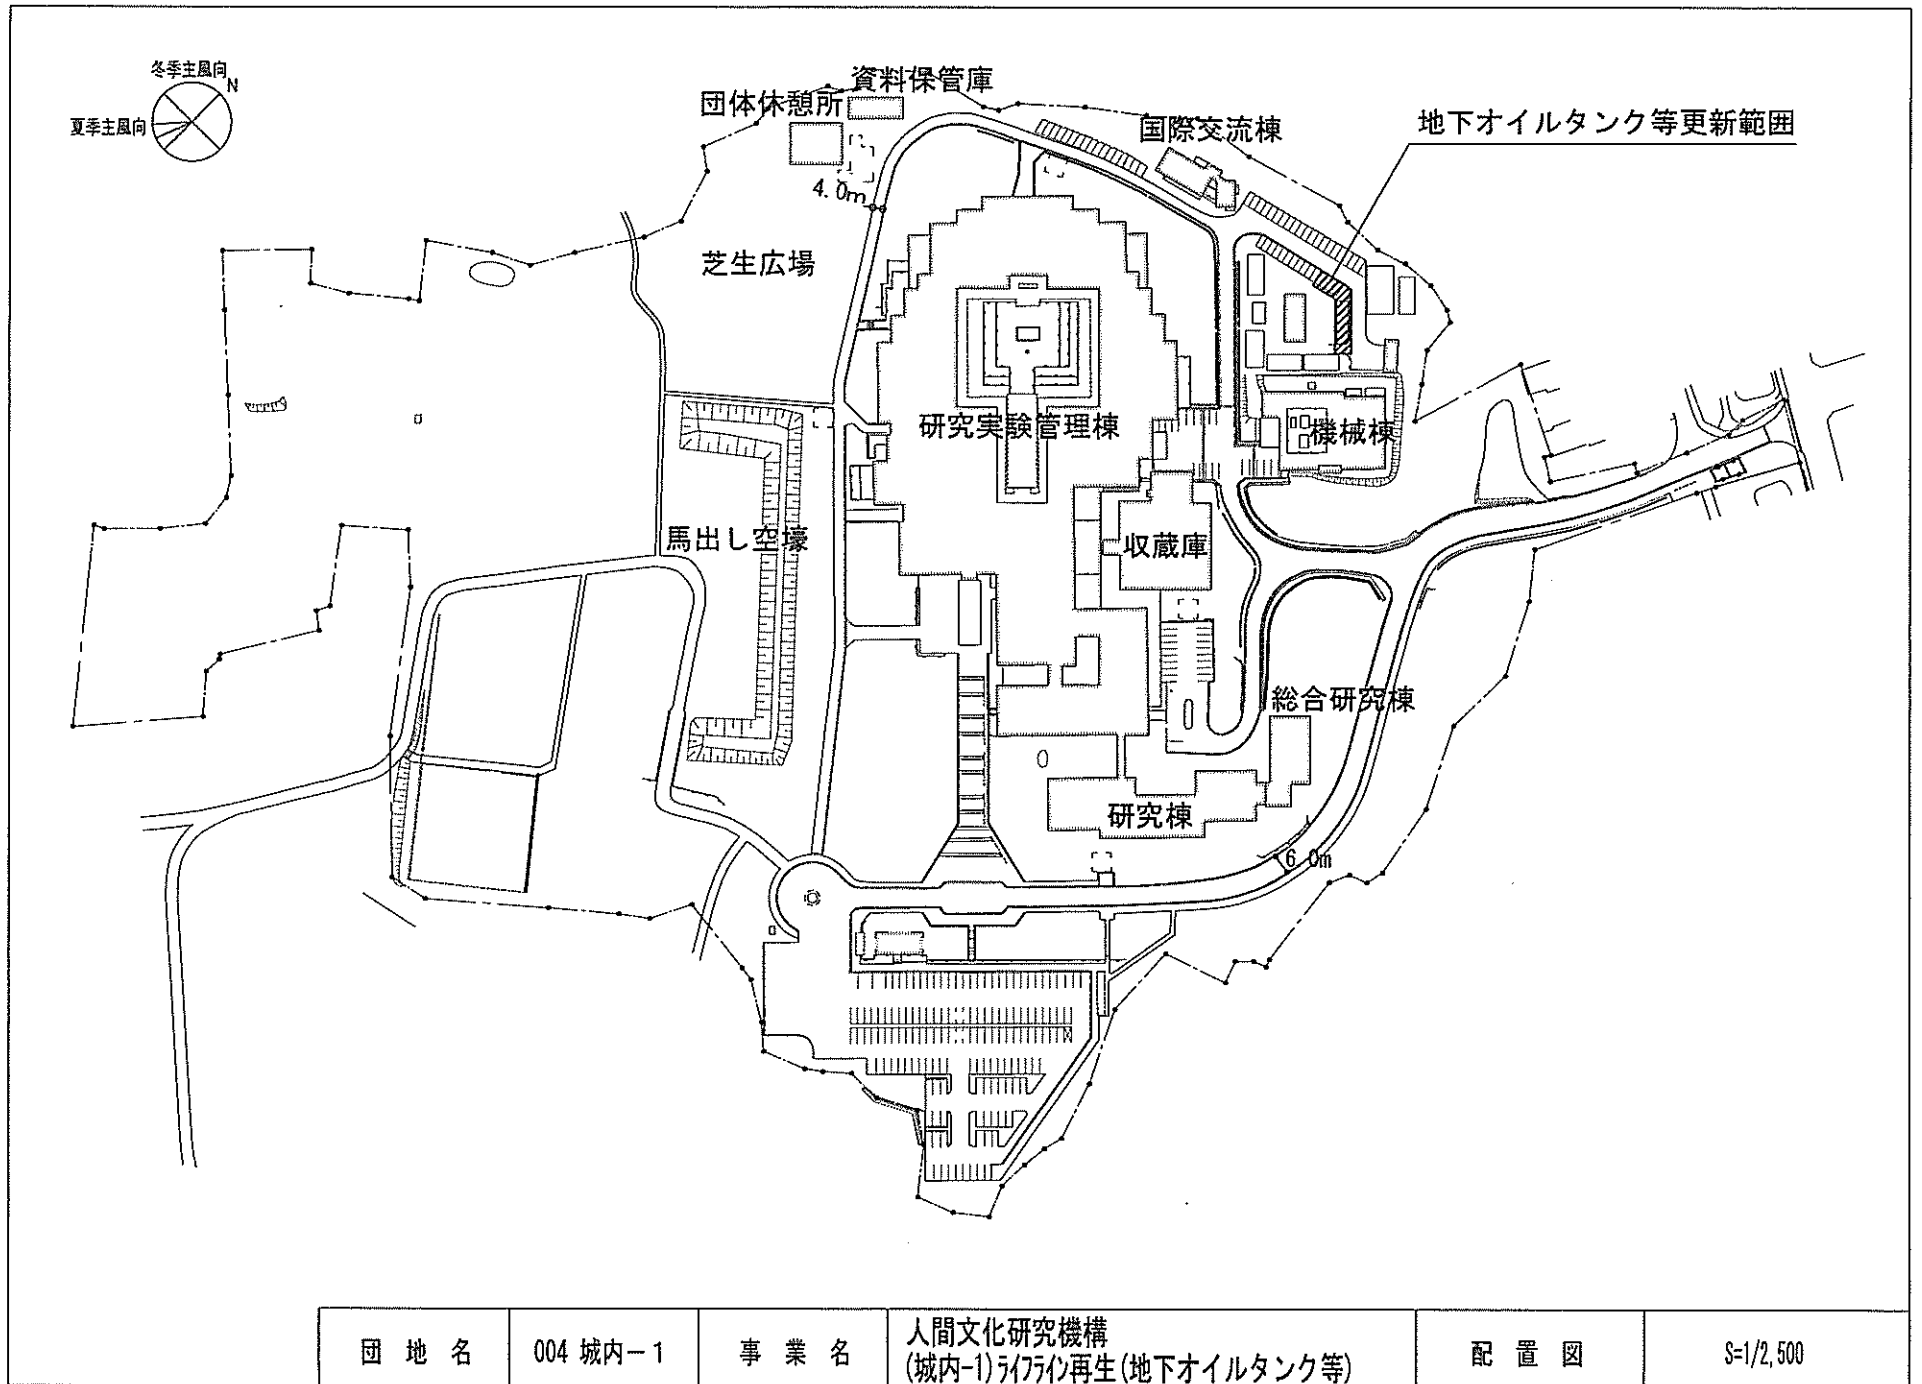 冬季主風向
N
夏季主風向
資料保管庫
団体休憩所
国際交流棟
地下オイルタンク等更新範囲
4.0m
芝生広場
研究実験管理棟
機械棟
馬出し空壕
収蔵庫
総合研究棟
研究棟
6.0m
団地名
004 城内-1
事業名
人間文化研究機構
(城内-1)ライフライン再生(地下オイルタンク等)
配置図
S=1/2,500